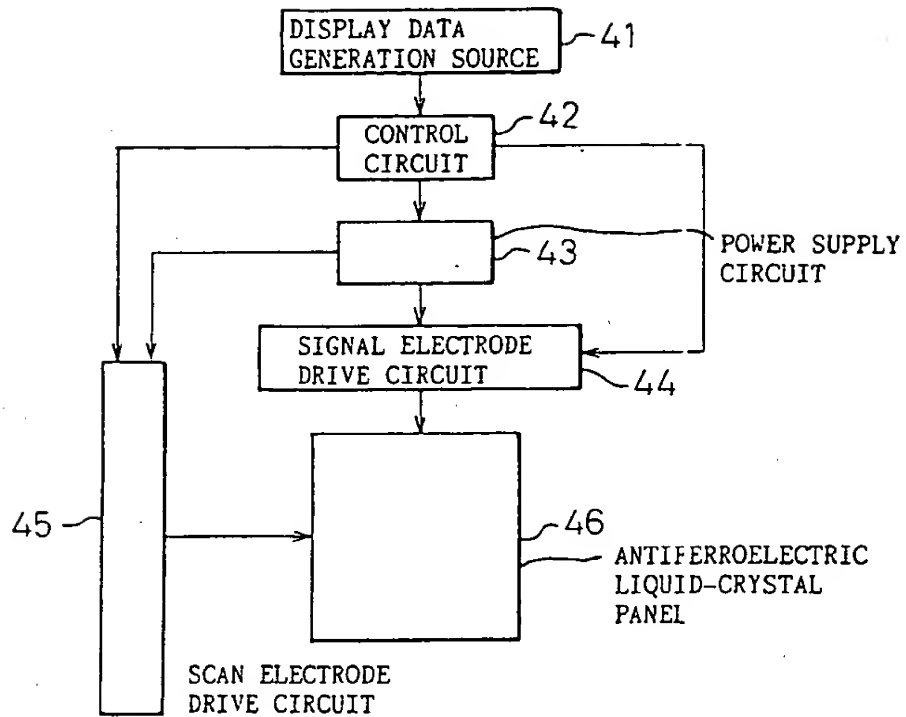 DISPLAY DATA
GENERATION SOURCE
41
CONTROL
CIRCUIT
42
43
POWER SUPPLY
CIRCUIT
SIGNAL ELECTRODE
DRIVE CIRCUIT
44
45
46
ANTIFERROELECTRIC
LIQUID-CRYSTAL
PANEL
SCAN ELECTRODE
DRIVE CIRCUIT